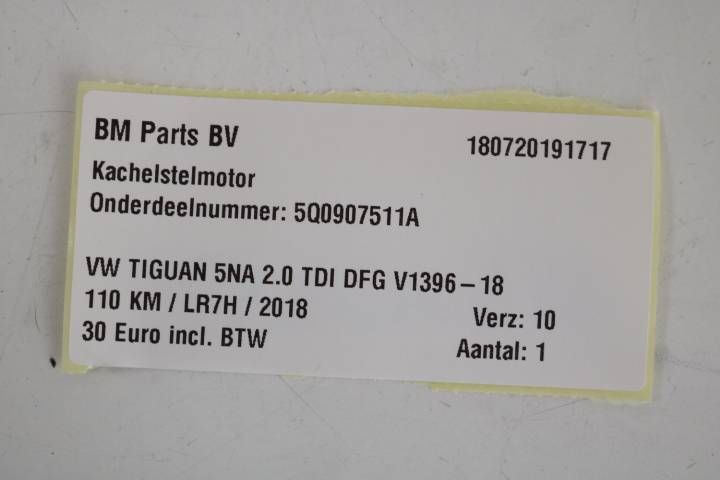 BM Parts BV 180720191717
Kachelstelmotor
Onderdeelnummer: 5Q0907511A
VW TIGUAN 5NA 2.0 TDI DFG V1396-18
110 KM / LR7H / 2018 Verz: 10
30 Euro incl. BTW Aantal: 1